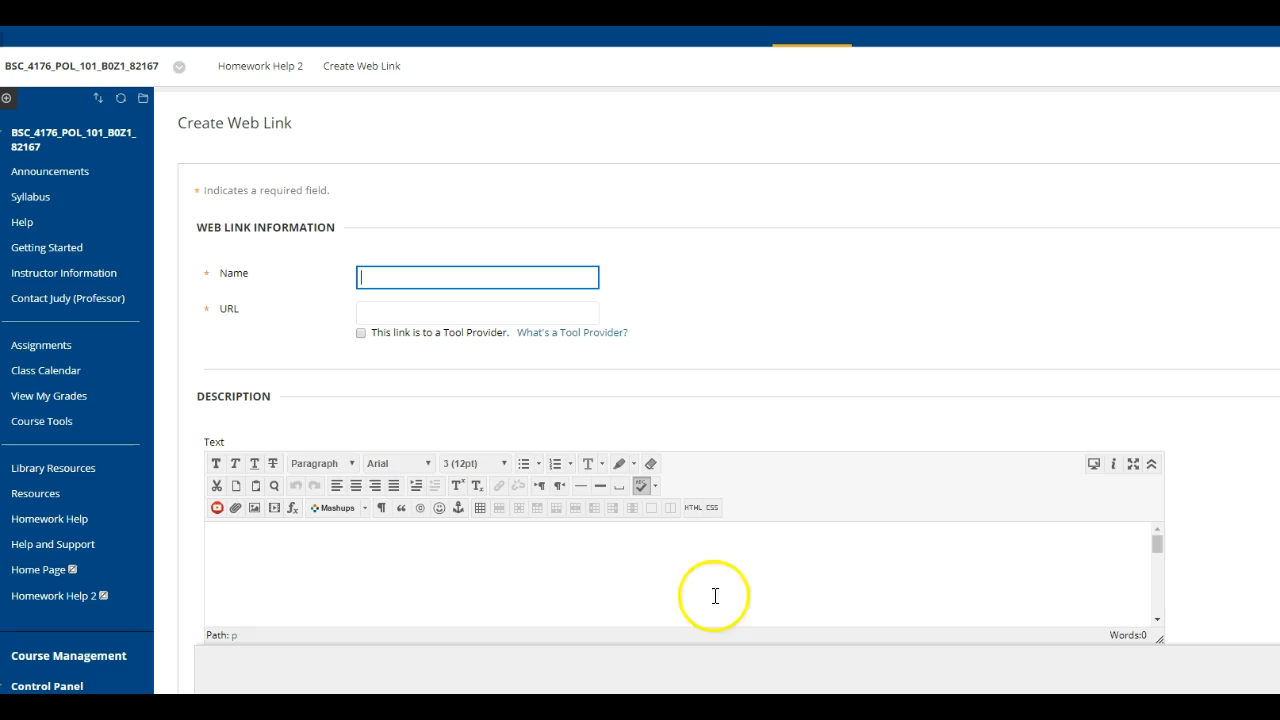 BSC_4176_POL_101_B0Z1_82167
Homework Help 2
Create Web Link
BSC_4176_POL_101_B0Z1_
82167
Announcements
Syllabus
Help
Getting Started
Instructor Information
Contact Judy (Professor)
Assignments
Class Calendar
View My Grades
Course Tools
Library Resources
Resources
Homework Help
Help and Support
Home Page
Homework Help 2
Course Management
Control Panel
Create Web Link
* Indicates a required field.
WEB LINK INFORMATION
* Name
* URL
This link is to a Tool Provider. What's a Tool Provider?
DESCRIPTION
Text
T T T T Paragraph Arial 3 (12pt) T
T T ABC
fx Mashups HTML CSS
Path: p
Words:0